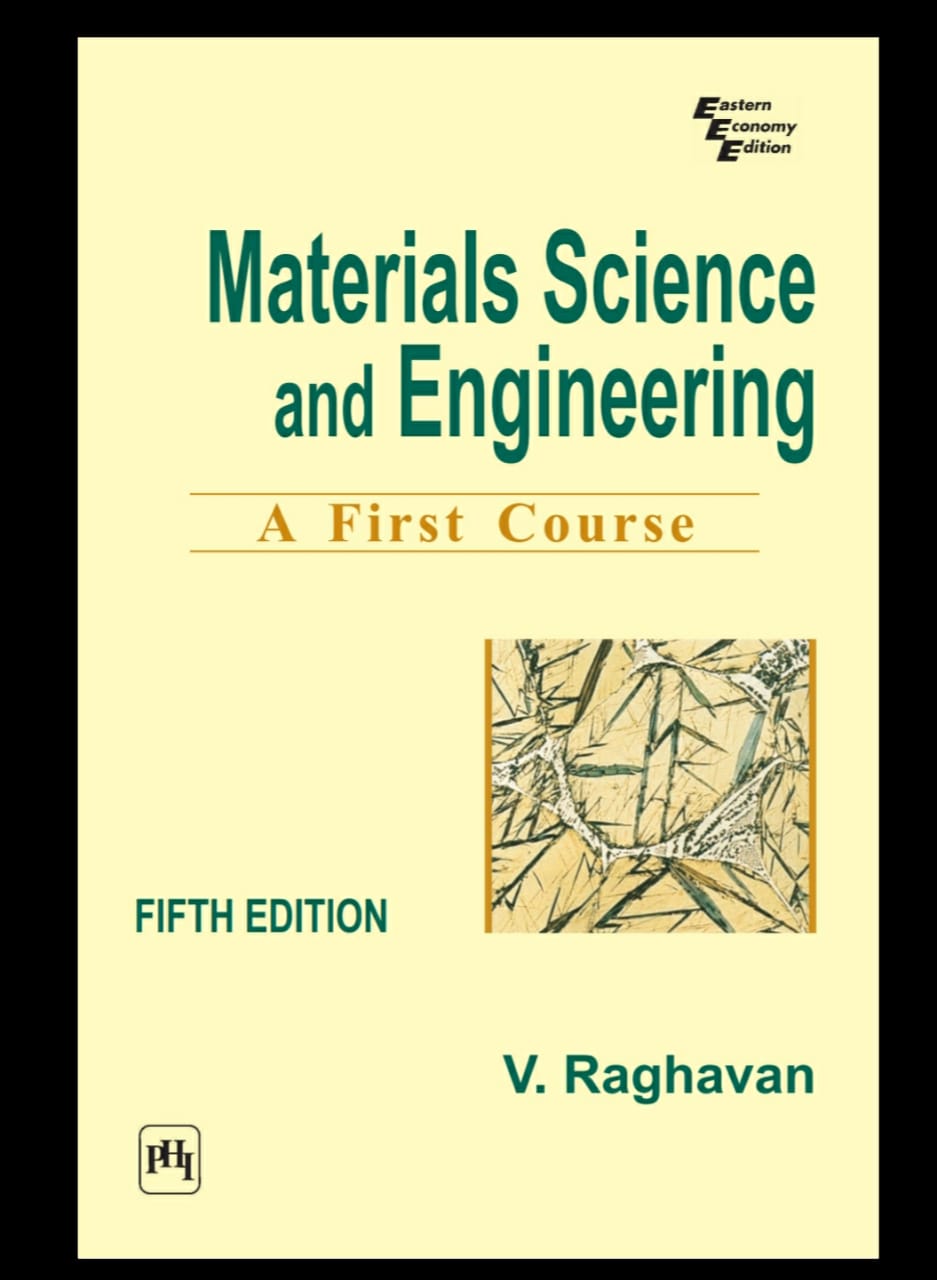 Eastern
Economy
Edition
Materials Science
and Engineering
A First Course
FIFTH EDITION
V. Raghavan
PHI